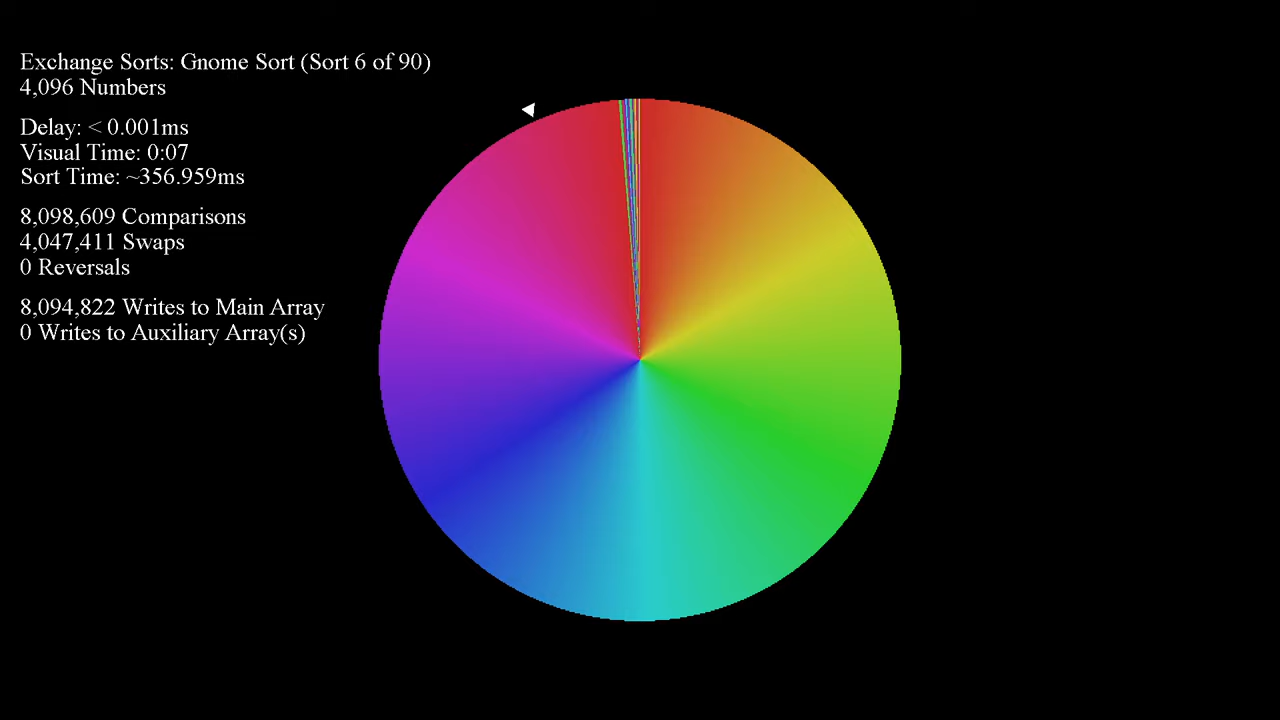 Exchange Sorts: Gnome Sort (Sort 6 of 90)
4,096 Numbers
Delay: < 0.001ms
Visual Time: 0:07
Sort Time: ~356.959ms
8,098,609 Comparisons
4,047,411 Swaps
0 Reversals
8,094,822 Writes to Main Array
0 Writes to Auxiliary Array(s)